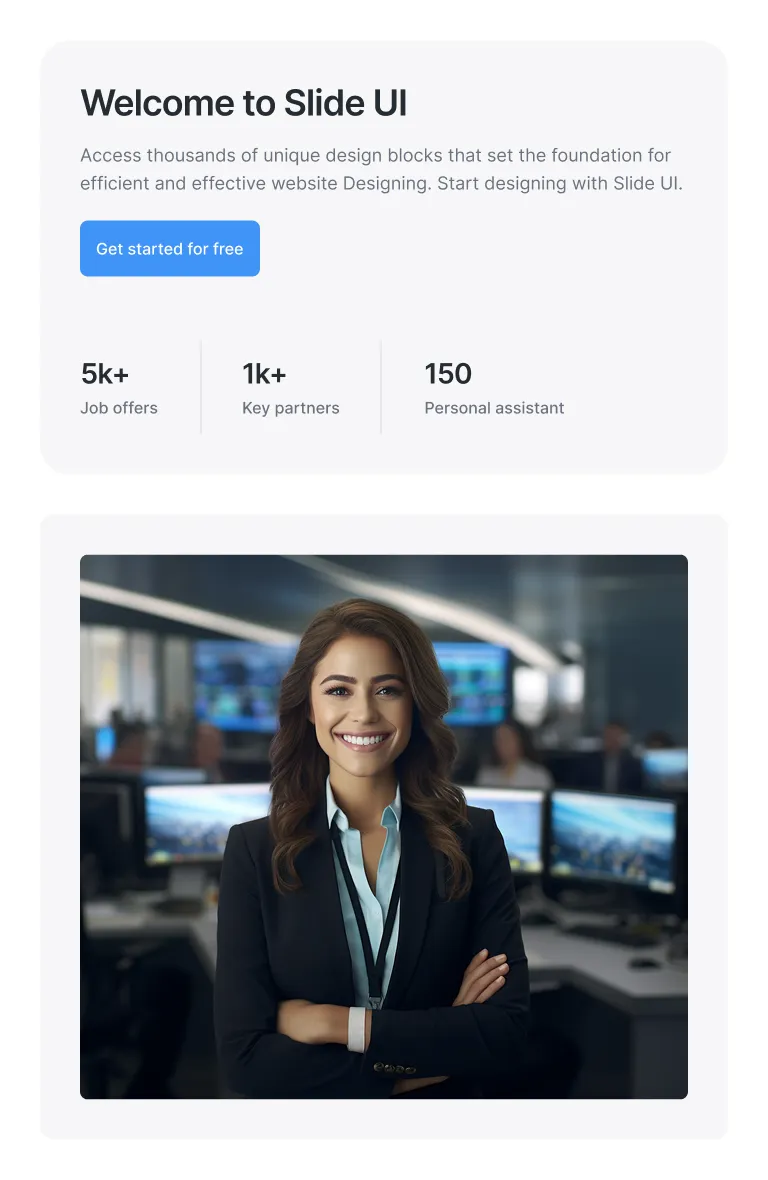 Welcome to Slide UI
Access thousands of unique design blocks that set the foundation for
efficient and effective website Designing. Start designing with Slide UI.
Get started for free
5k+
Job offers
1k+
Key partners
150
Personal assistant